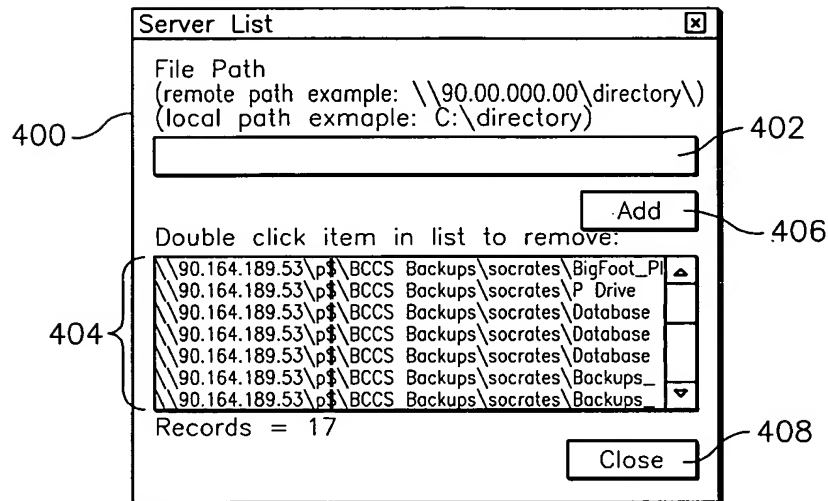 Server List
File Path
(remote path example: \\90.00.000.00\directory\)
(local path exmaple: C:\directory)
400
402
Add
406
Double click item in list to remove:
\\90.164.189.53\p$\BCCS Backups\socrates\BigFoot_Pl
\\90.164.189.53\p$\BCCS Backups\socrates\P Drive
\\90.164.189.53\p$\BCCS Backups\socrates\Database
\\90.164.189.53\p$\BCCS Backups\socrates\Database
\\90.164.189.53\p$\BCCS Backups\socrates\Database
\\90.164.189.53\p$\BCCS Backups\socrates\Backups_
\\90.164.189.53\p$\BCCS Backups\socrates\Backups_
404
Records = 17
Close
408